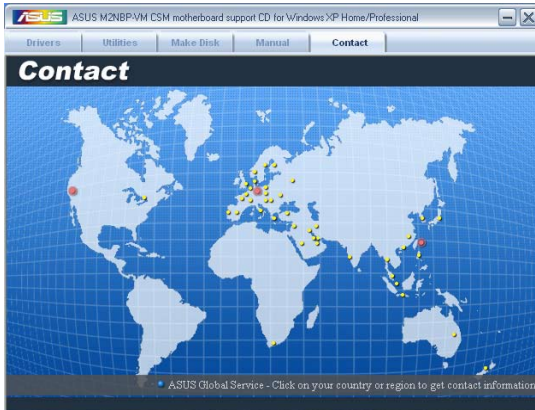 ASUS ASUS M2NBP-VM CSM motherboard support CD for Windows XP Home/Professional
Drivers Utilities Make Disk Manual Contact
Contact
ASUS Global Service - Click on your country or region to get contact information